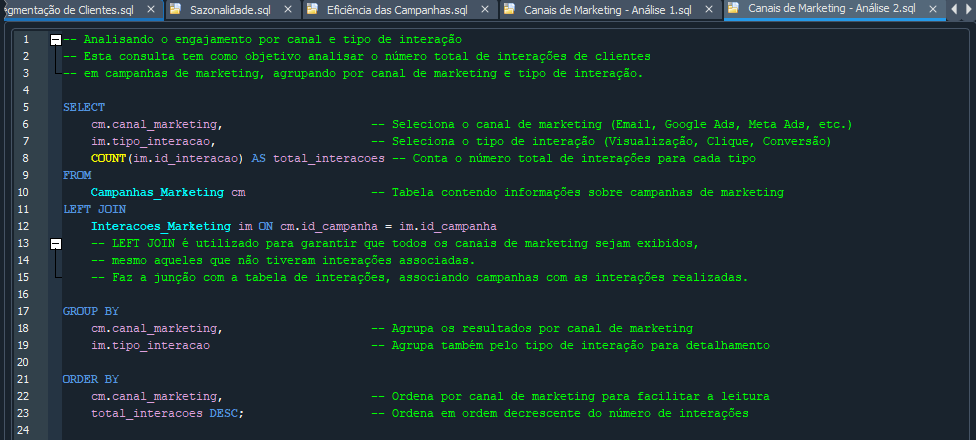 gmentação de Clientes.sql Sazonalidade.sql Eficiência das Campanhas.sql Canais de Marketing - Análise 1.sql Canais de Marketing - Análise 2.sql
1 -- Analisando o engajamento por canal e tipo de interação
2 -- Esta consulta tem como objetivo analisar o número total de interações de clientes
3 -- em campanhas de marketing, agrupando por canal de marketing e tipo de interação.
4
5 SELECT
6 cm.canal_marketing, -- Seleciona o canal de marketing (Email, Google Ads, Meta Ads, etc.)
7 im.tipo_interacao, -- Seleciona o tipo de interação (Visualização, Clique, Conversão)
8 COUNT(im.id_interacao) AS total_interacoes -- Conta o número total de interações para cada tipo
9 FROM
10 Campanhas_Marketing cm -- Tabela contendo informações sobre campanhas de marketing
11 LEFT JOIN
12 Interacoes_Marketing im ON cm.id_campanha = im.id_campanha
13 -- LEFT JOIN é utilizado para garantir que todos os canais de marketing sejam exibidos,
14 -- mesmo aqueles que não tiveram interações associadas.
15 -- Faz a junção com a tabela de interações, associando campanhas com as interações realizadas.
16
17 GROUP BY
18 cm.canal_marketing, -- Agrupa os resultados por canal de marketing
19 im.tipo_interacao -- Agrupa também pelo tipo de interação para detalhamento
20
21 ORDER BY
22 cm.canal_marketing, -- Ordena por canal de marketing para facilitar a leitura
23 total_interacoes DESC; -- Ordena em ordem decrescente do número de interações
24